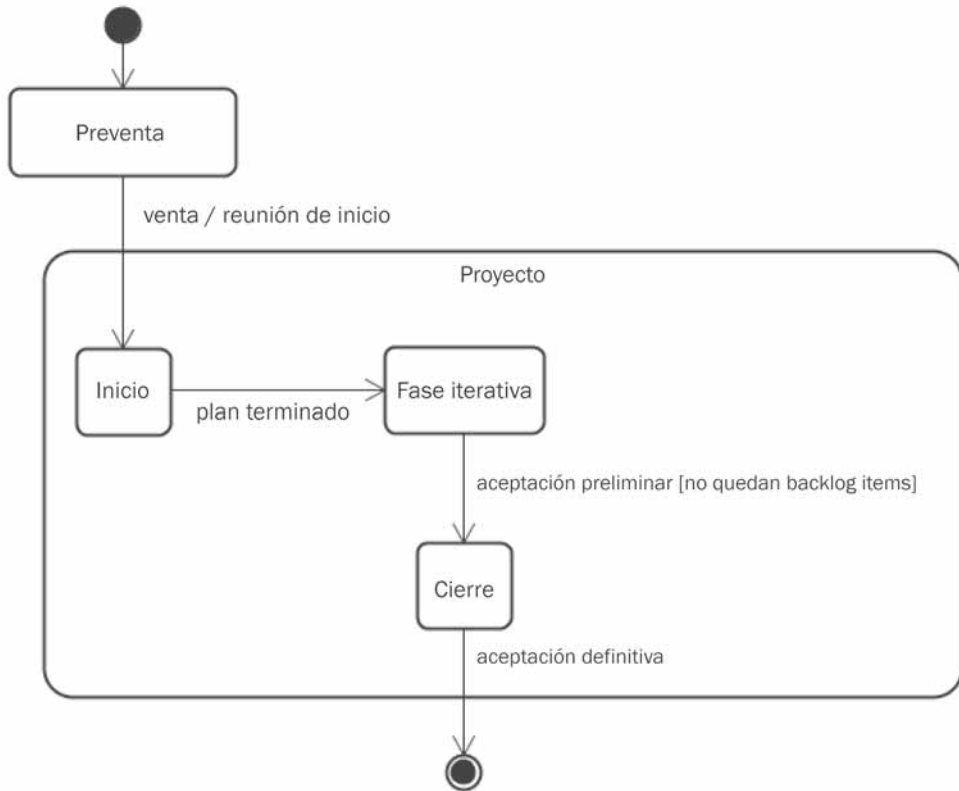 Preventa
venta / reunión de inicio
Proyecto
Inicio
plan terminado
Fase iterativa
aceptación preliminar [no quedan backlog items]
Cierre
aceptación definitiva